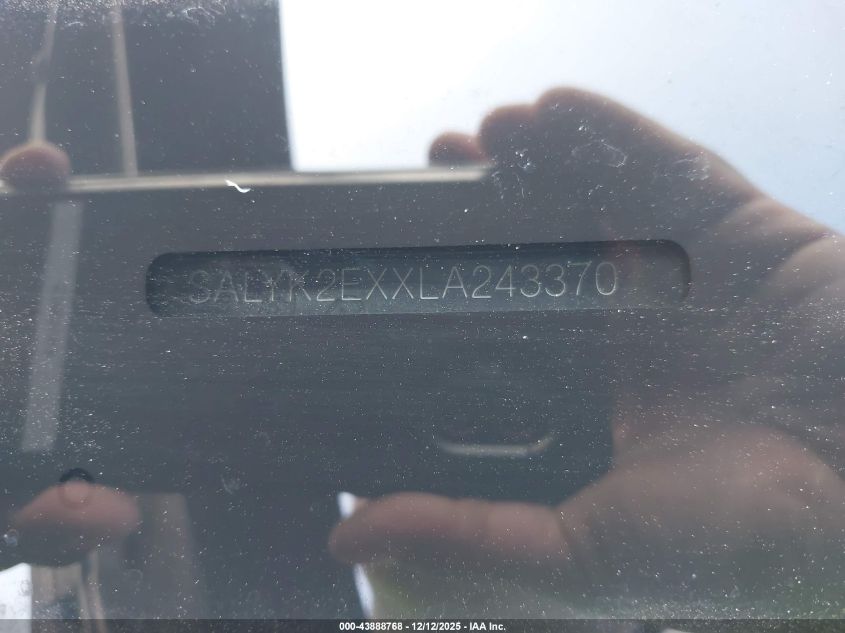 SALYK2EXXLA243370
000-43888768 - 12/12/2025 - IAA Inc.